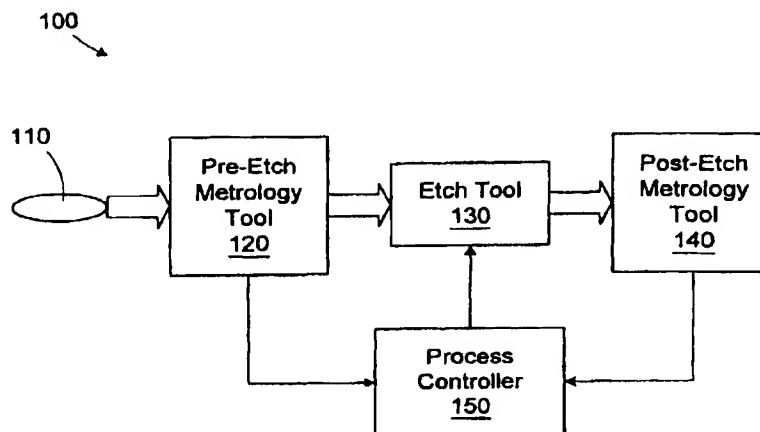 100
110
Pre-Etch
Metrology
Tool
120
Etch Tool
130
Post-Etch
Metrology
Tool
140
Process
Controller
150